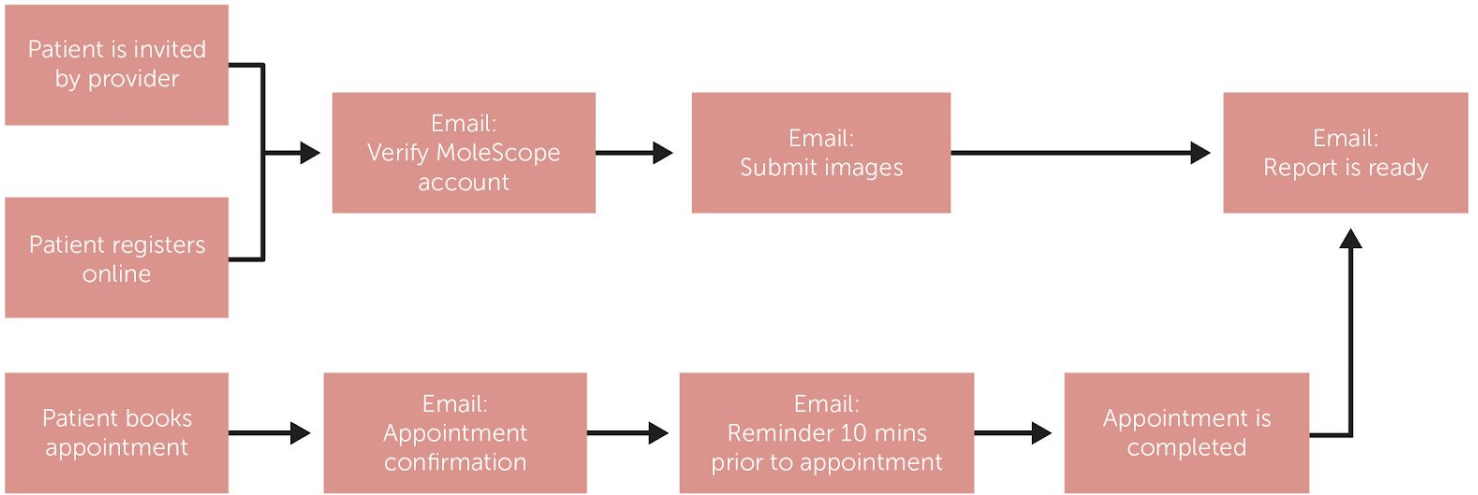 Patient is invited
by provider
Patient registers
online
Email:
Verify MoleScope
account
Email:
Submit images
Email:
Report is ready
Patient books
appointment
Email:
Appointment
confirmation
Email:
Reminder 10 mins
prior to appointment
Appointment is
completed